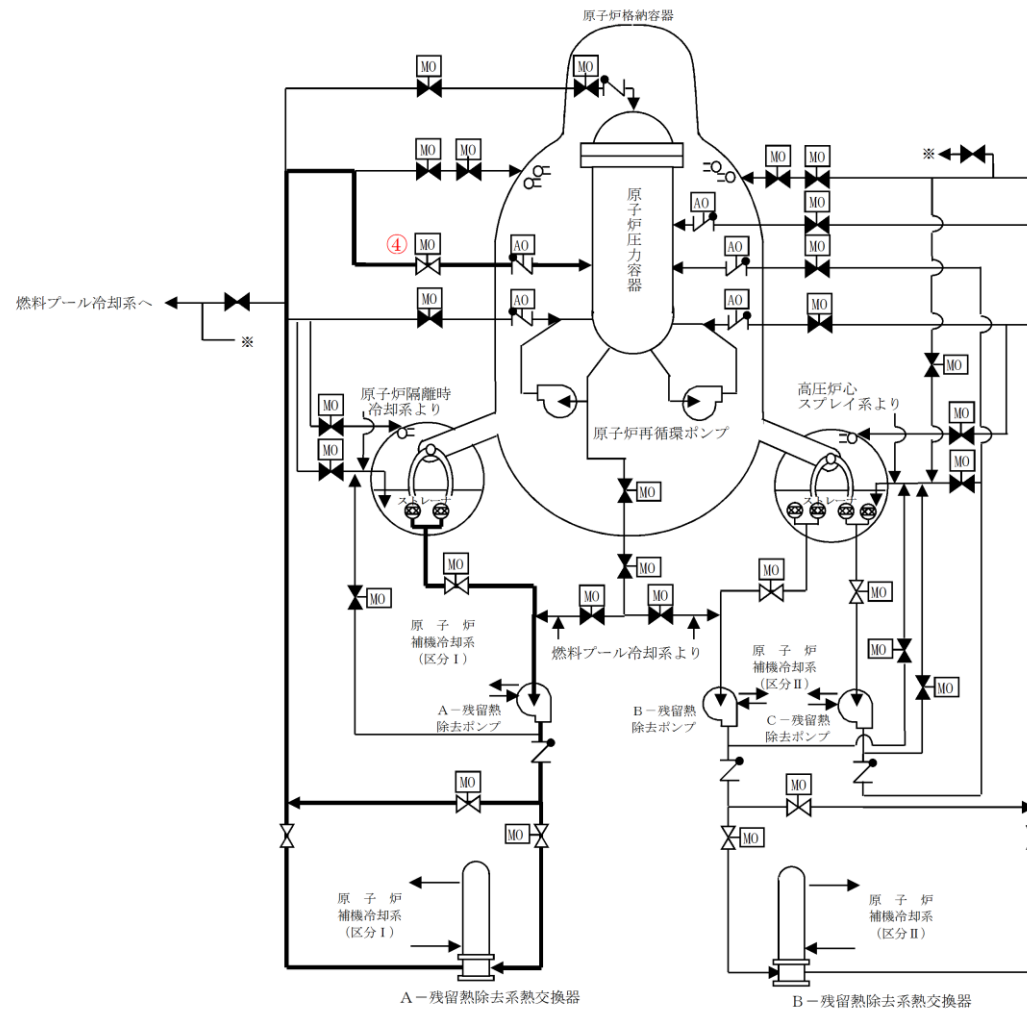 原子炉格納容器
MO
MO
MO
MO
MO
MO
※
原子炉圧力容器
AO
MO
④
MO
AO
AO
MO
燃料プール冷却系へ
※
MO
AO
AO
MO
MO
原子炉隔離時
冷却系より
高圧炉心
スプレイ系より
MO
MO
原子炉再循環ポンプ
MO
MO
ストレーナ
ストレーナ
MO
MO
MO
MO
MO
MO
MO
MO
原子炉
補機冷却系
(区分Ⅰ)
燃料プール冷却系より
原子炉
補機冷却系
(区分Ⅱ)
MO
MO
A-残留熱
除去ポンプ
B-残留熱
除去ポンプ
C-残留熱
除去ポンプ
MO
MO
MO
MO
原子炉
補機冷却系
(区分Ⅰ)
原子炉
補機冷却系
(区分Ⅱ)
A-残留熱除去系熱交換器
B-残留熱除去系熱交換器